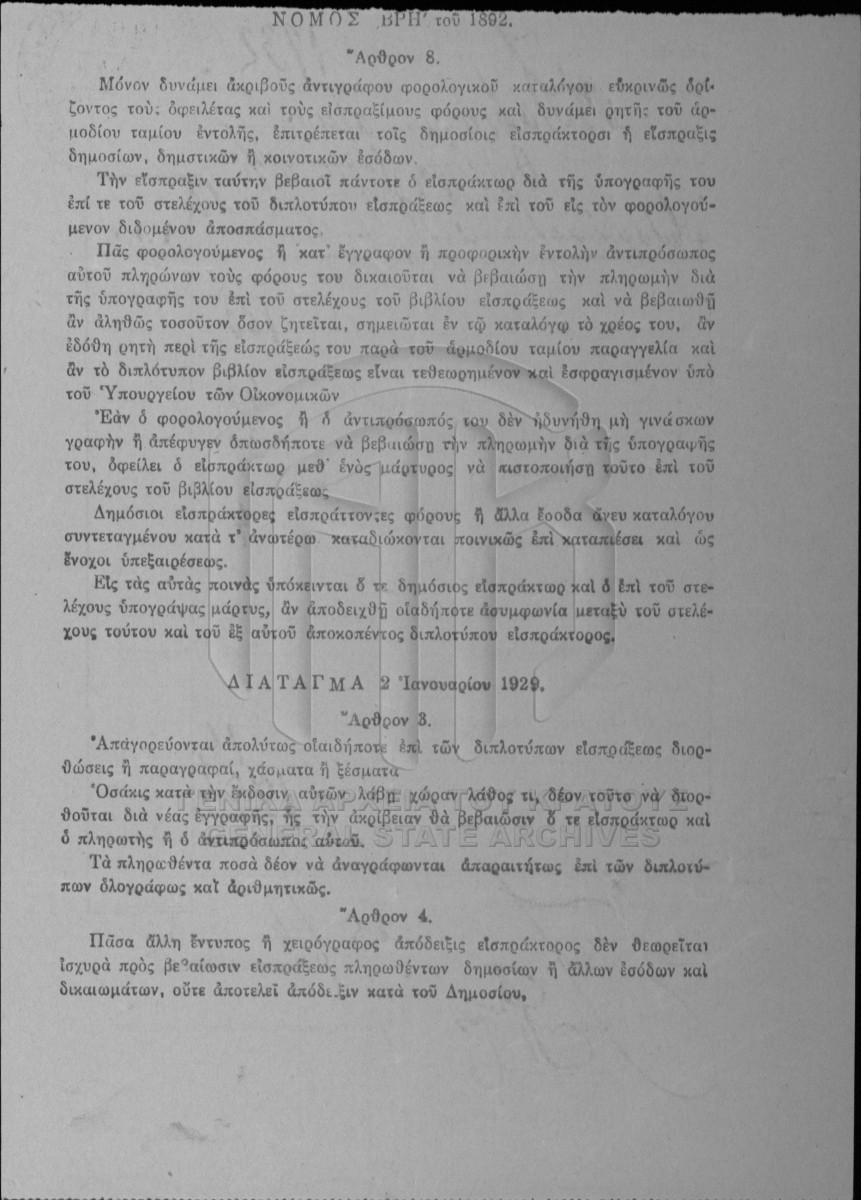 ΝΟΜΟΣ ΒΡΗ' τοῦ 1892.
Ἄρθρον 8.
Μόνον δυνάμει ἀκριβοῦς ἀντιγράφου φορολογικοῦ καταλόγου εὐκρινῶς ὁρί-
ζοντος τοὺς ὀφειλέτας καὶ τοὺς εἰσπραξίμους φόρους καὶ δυνάμει ρητῆς τοῦ ἁρ-
μοδίου ταμίου ἐντολῆς, ἐπιτρέπεται τοῖς δημοσίοις εἰσπράκτορσι ἡ εἴσπραξις
δημοσίων, δημοτικῶν ἢ κοινοτικῶν ἐσόδων.
Τὴν εἴσπραξιν ταύτην βεβαιοῖ πάντοτε ὁ εἰσπράκτωρ διὰ τῆς ὑπογραφῆς του
ἐπί τε τοῦ στελέχους τοῦ διπλοτύπου εἰσπράξεως καὶ ἐπὶ τοῦ εἰς τὸν φορολογού-
μενον διδομένου ἀποσπάσματος.
Πᾶς φορολογούμενος ἢ κατ' ἔγγραφον ἢ προφορικὴν ἐντολὴν ἀντιπρόσωπος
αὐτοῦ πληρώνων τοὺς φόρους του δικαιοῦται νὰ βεβαιώσῃ τὴν πληρωμὴν διὰ
τῆς ὑπογραφῆς του ἐπὶ τοῦ στελέχους τοῦ βιβλίου εἰσπράξεως καὶ νὰ βεβαιωθῇ
ἂν ἀληθῶς τοσοῦτον ὅσον ζητεῖται, σημειῶται ἐν τῷ καταλόγῳ τὸ χρέος του, ἂν
ἐδόθη ρητὴ περὶ τῆς εἰσπράξεώς του παρὰ τοῦ ἁρμοδίου ταμίου παραγγελία καὶ
ἂν τὸ διπλότυπον βιβλίον εἰσπράξεως εἶναι τεθεωρημένον καὶ ἐσφραγισμένον ὑπὸ
τοῦ Ὑπουργείου τῶν Οἰκονομικῶν
Ἐὰν ὁ φορολογούμενος ἢ ὁ ἀντιπρόσωπός του δὲν ἠδυνήθη μὴ γινώσκων
γραφὴν ἢ ἀπέφυγεν ὁπωσδήποτε νὰ βεβαιώσῃ τὴν πληρωμὴν διὰ τῆς ὑπογραφῆς
του, ὀφείλει ὁ εἰσπράκτωρ μεθ' ἑνὸς μάρτυρος νὰ πιστοποιήσῃ τοῦτο ἐπὶ τοῦ
στελέχους τοῦ βιβλίου εἰσπράξεως
Δημόσιοι εἰσπράκτορες εἰσπράττοντες φόρους ἢ ἄλλα ἔσοδα ἄνευ καταλόγου
συντεταγμένου κατὰ τ' ἀνωτέρω καταδιώκονται ποινικῶς ἐπὶ καταπιέσει καὶ ὡς
ἔνοχοι ὑπεξαιρέσεως.
Εἰς τὰς αὐτὰς ποινὰς ὑπόκεινται ὅ τε δημόσιος εἰσπράκτωρ καὶ ὁ ἐπὶ τοῦ στε-
λέχους ὑπογράψας μάρτυς, ἂν ἀποδειχθῇ οἱαδήποτε ἀσυμφωνία μεταξὺ τοῦ στελέ-
χους τούτου καὶ τοῦ ἐξ αὐτοῦ ἀποκοπέντος διπλοτύπου εἰσπράκτορος.
ΔΙΑΤΑΓΜΑ 2 Ἰανουαρίου 1929.
Ἄρθρον 3.
Ἀπαγορεύονται ἀπολύτως οἱαιδήποτε ἐπὶ τῶν διπλοτύπων εἰσπράξεως διορ-
θώσεις ἢ παραγραφαί, χάσματα ἢ ξέσματα
Ὁσάκις κατὰ τὴν ἔκδοσιν αὐτῶν λάβῃ χώραν λάθος τι, δέον τοῦτο νὰ διορ-
θοῦται διὰ νέας ἐγγραφῆς, ἧς τὴν ἀκρίβειαν θὰ βεβαιῶσιν ὅ τε εἰσπράκτωρ καὶ
ὁ πληρωτὴς ἢ ὁ ἀντιπρόσωπος αὐτοῦ.
ΓΕΝΙΚΑ ΑΡΧΕΙΑ ΤΟΥ ΚΡΑΤΟΥΣ
GENERAL STATE ARCHIVES
Τὰ πληρωθέντα ποσὰ δέον νὰ ἀναγράφωνται ἀπαραιτήτως ἐπὶ τῶν διπλοτύ-
πων ὁλογράφως καὶ ἀριθμητικῶς.
Ἄρθρον 4.
Πᾶσα ἄλλη ἔντυπος ἢ χειρόγραφος ἀπόδειξις εἰσπράκτορος δὲν θεωρεῖται
ἰσχυρὰ πρὸς βεβαίωσιν εἰσπράξεως πληρωθέντων δημοσίων ἢ ἄλλων ἐσόδων καὶ
δικαιωμάτων, οὔτε ἀποτελεῖ ἀπόδειξιν κατὰ τοῦ Δημοσίου.